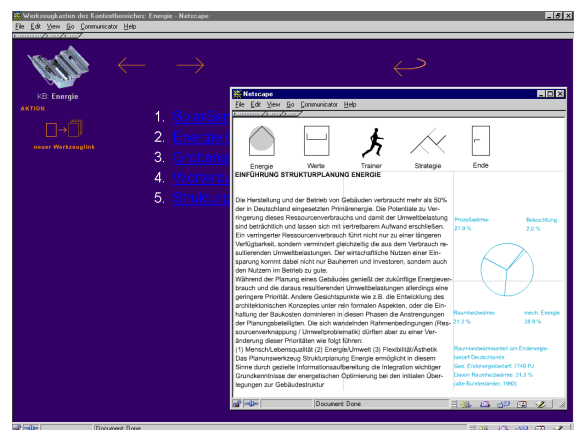 Werkzeugkasten des Kontextbereiches: Energie - Netscape
File Edit View Go Communicator Help
KB: Energie
AKTION
neuer Werkzeuglink
1.
2.
3.
4.
5.
Netscape
File Edit View Go Communicator Help
Energie Werte Trainer Strategie Ende
EINFÜHRUNG STRUKTURPLANUNG ENERGIE
Die Herstellung und der Betrieb von Gebäuden verbraucht mehr als 50%
der in Deutschland eingesetzten Primärenergie. Die Potentiale zu Ver-
ringerung dieses Ressourcenverbrauchs und damit der Umweltbelastung
sind beträchtlich und lassen sich mit vertretbarem Aufwand erschließen.
Ein verringerter Ressourcenverbrauch führt nicht nur zu einer längeren
Verfügbarkeit, sondern vermindert gleichzeitig die aus dem Verbrauch re-
sultierenden Umweltbelastungen. Der wirtschaftliche Nutzen einer Ein-
sparung kommt dabei nicht nur Bauherren und Investoren, sondern auch
den Nutzern im Betrieb zu gute.
Während der Planung eines Gebäudes genießt der zukünftige Energiever-
brauch und die daraus resultierenden Umweltbelastungen allerdings eine
geringere Priorität. Andere Gesichtspunkte wie z.B. die Entwicklung des
architektonischen Konzeptes unter rein formalen Aspekten, oder die Ein-
haltung der Baukosten dominieren in diesen Phasen die Anstrengungen
der Planungsbeteiligten. Die sich wandelnden Rahmenbedingungen (Res-
sourcenverknappung / Umweltproblematik) dürften aber zu einer Ver-
änderung dieser Prioritäten wie folgt führen:
(1) Mensch/Lebensqualität (2) Energie/Umwelt (3) Flexibilität/Ästhetik
Das Planunswerkzeug Strukturplanung Energie ermöglicht in diesem
Sinne durch gezielte Informationsaufbereitung die Integration wichtiger
Grundkenntnisse der energetischen Optimierung bei den initialen Über-
legungen zur Gebäudestruktur
Prozeßwärme Beleuchtung
27.9 % 2.0 %
Raumheizwärme mech. Energie
31.2 % 38.9 %
Raumheizwärmeanteil am Endenergie-
bedarf Deutschlands
Ges. Endenergiebedarf 7740 PJ
Davon Raumheizwärme: 31.2 %
(alte Bundesländer, 1992)
Document: Done
Document: Done